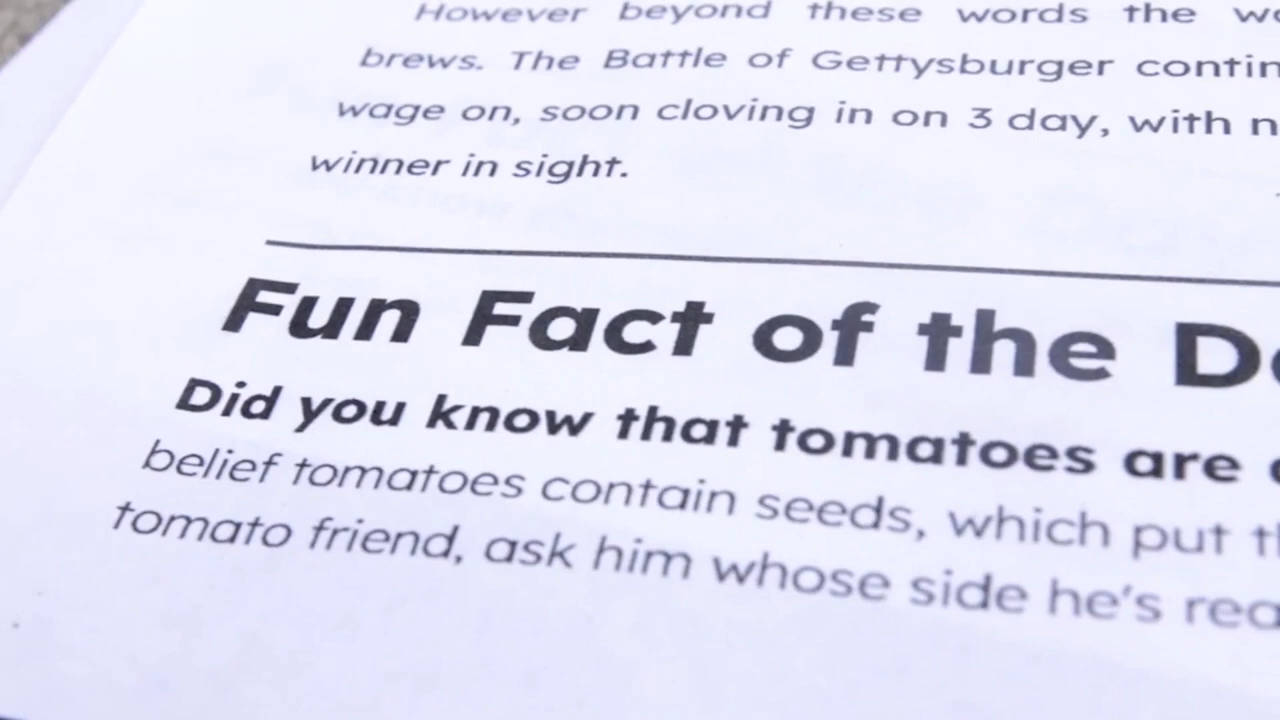 However beyond these words the
brews. The Battle of Gettysburger contin
wage on, soon cloving in on 3 day, with n
winner in sight.
Fun Fact of the D
Did you know that tomatoes are
belief tomatoes contain seeds, which put t
tomato friend, ask him whose side he's rea